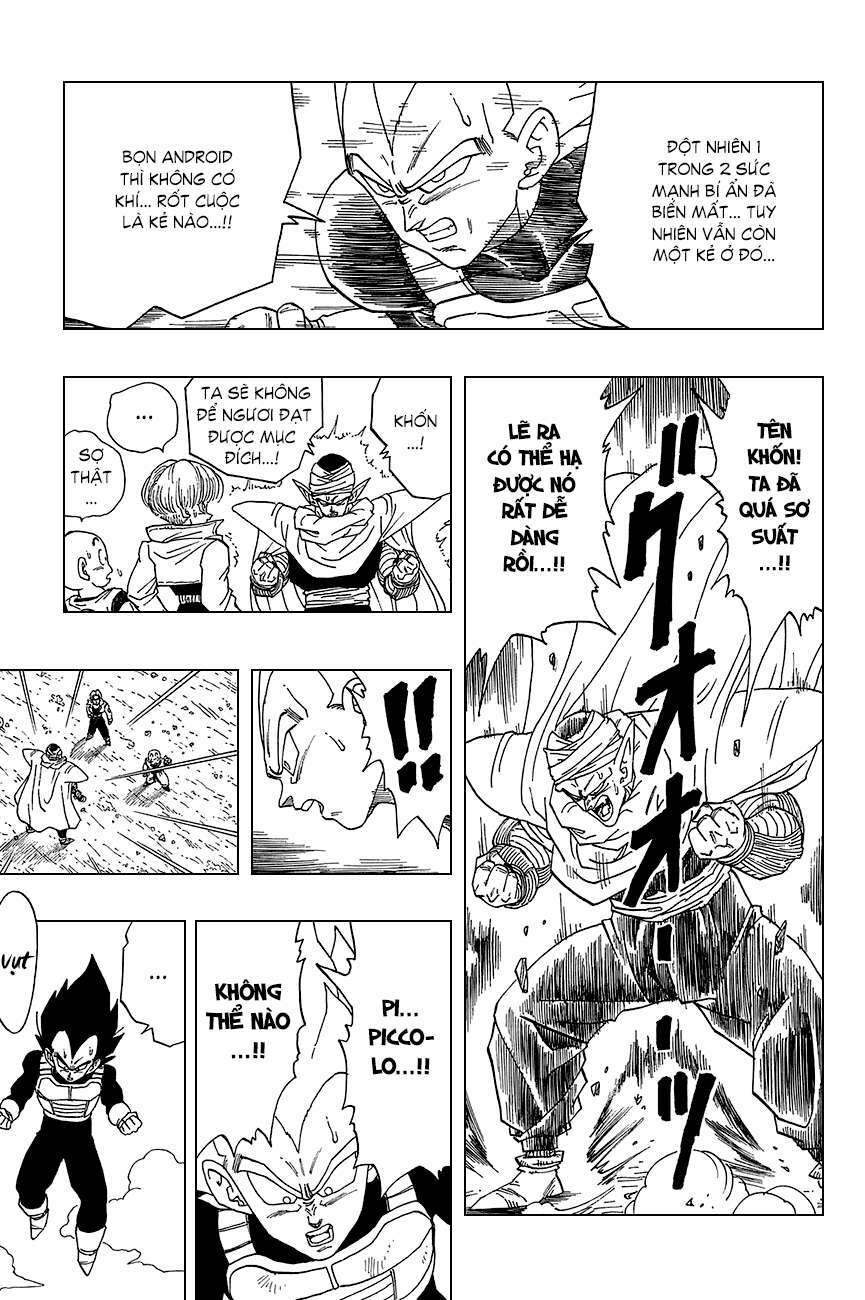 ĐỘT NHIÊN 1
TRONG 2 SỨC
MẠNH BÍ ẨN ĐÃ
BIẾN MẤT... TUY
NHIÊN VẪN CÒN
MỘT KẺ Ở ĐÓ...
BỌN ANDROID
THÌ KHÔNG CÓ
KHÍ... RỐT CUỘC
LÀ KẺ NÀO...!!
TÊN
KHỐN!
TA ĐÃ
QUÁ SƠ
SUẤT
...!!
LẼ RA
CÓ THỂ HẠ
ĐƯỢC NÓ
RẤT DỄ
DÀNG
RỒI...!!
グオオーーッ
KHỐN
...!
TA SẼ KHÔNG
ĐỂ NGƯƠI ĐẠT
ĐƯỢC MỤC
ĐÍCH...!
...
SỢ
THẬT
...
!!
PI...
PICCO-
LO...!!
KHÔNG
THỂ NÀO
...!!
...
VỤT